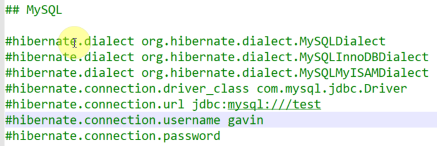 ## MySQL
#hibernate.dialect org.hibernate.dialect.MySQLDialect
#hibernate.dialect org.hibernate.dialect.MySQLInnoDBDialect
#hibernate.dialect org.hibernate.dialect.MySQLMyISAMDialect
#hibernate.connection.driver_class com.mysql.jdbc.Driver
#hibernate.connection.url jdbc:mysql:///test
#hibernate.connection.username gavin
#hibernate.connection.password